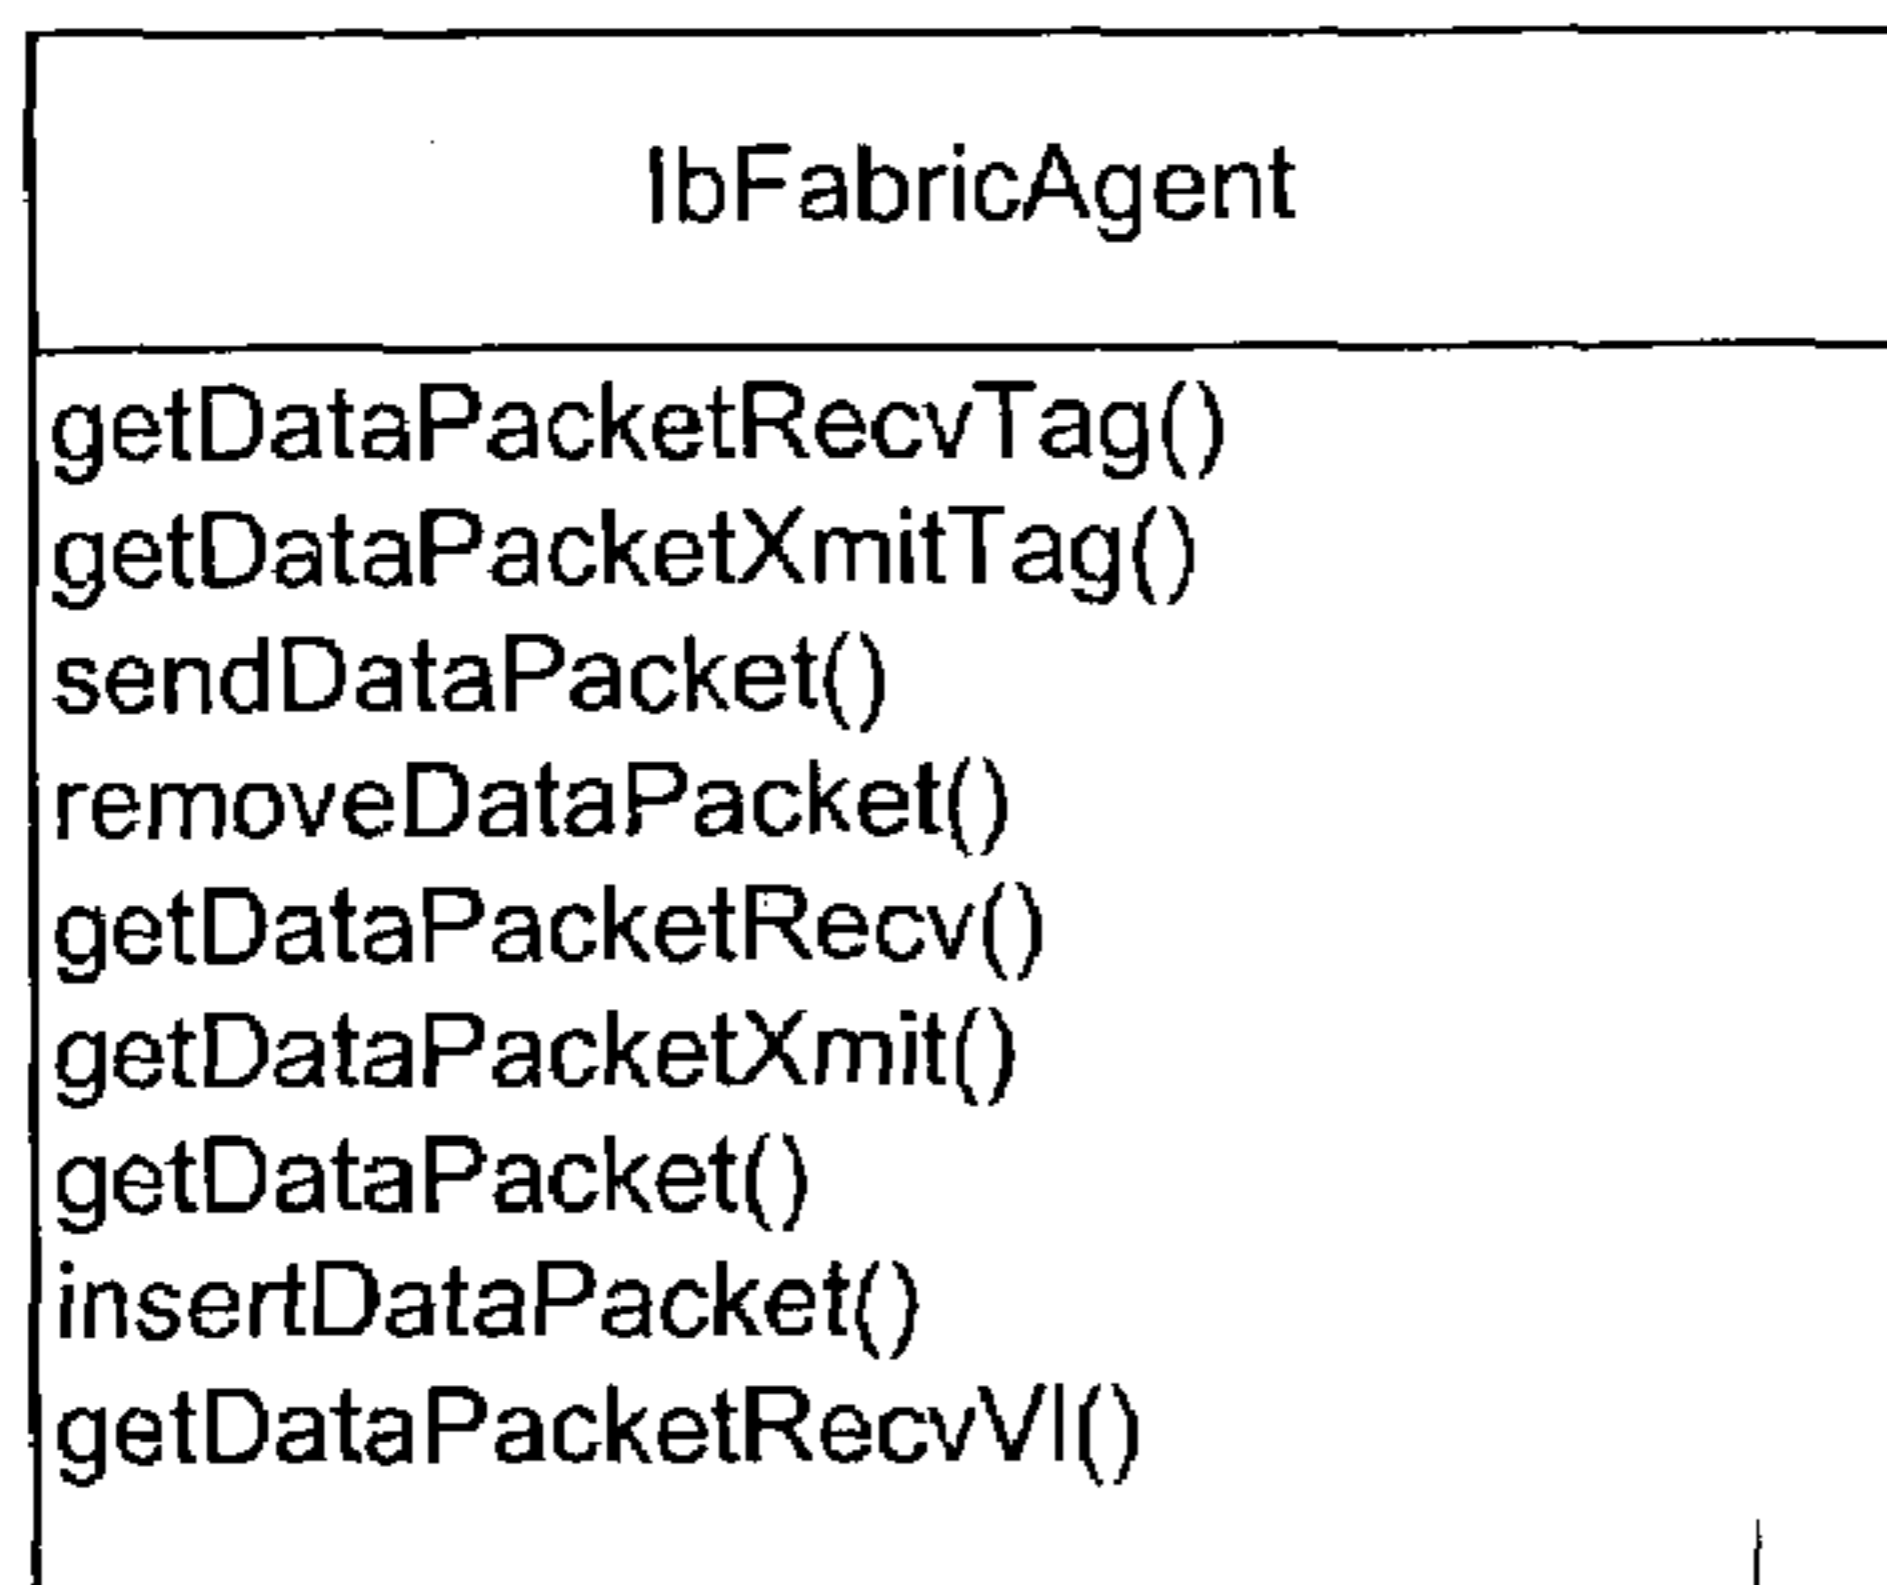 IbFabricAgent
getDataPacketRecvTag()
getDataPacketXmitTag()
sendDataPacket()
removeDataPacket()
getDataPacketRecv()
getDataPacketXmit()
getDataPacket()
insertDataPacket()
getDataPacketRecvVl()